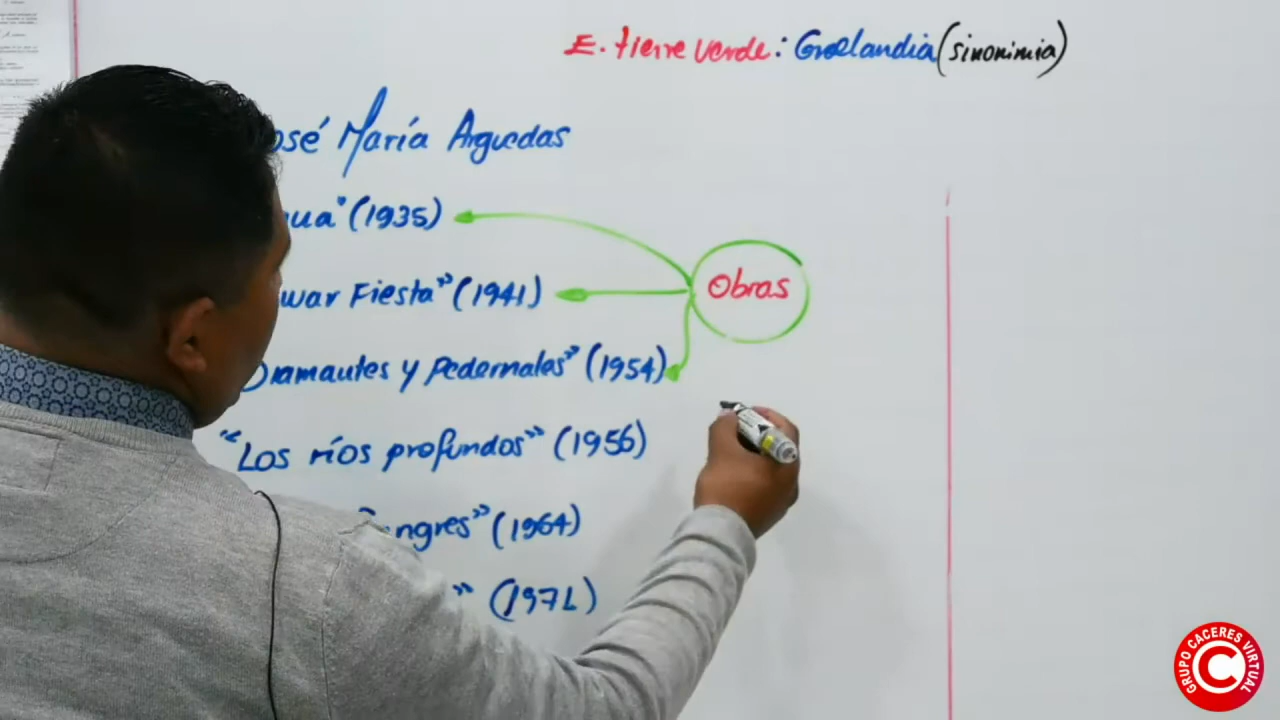 E. tierre verde: Groelandia (sinonimia)
José María Arguedas
gua" (1935)
war Fiesta" (1941)
Obras
Diamantes y Pedernales" (1954)
"Los ríos profundos" (1956)
ngres" (1964)
" (1971)
GRUPO CACERES VIRTUAL
C